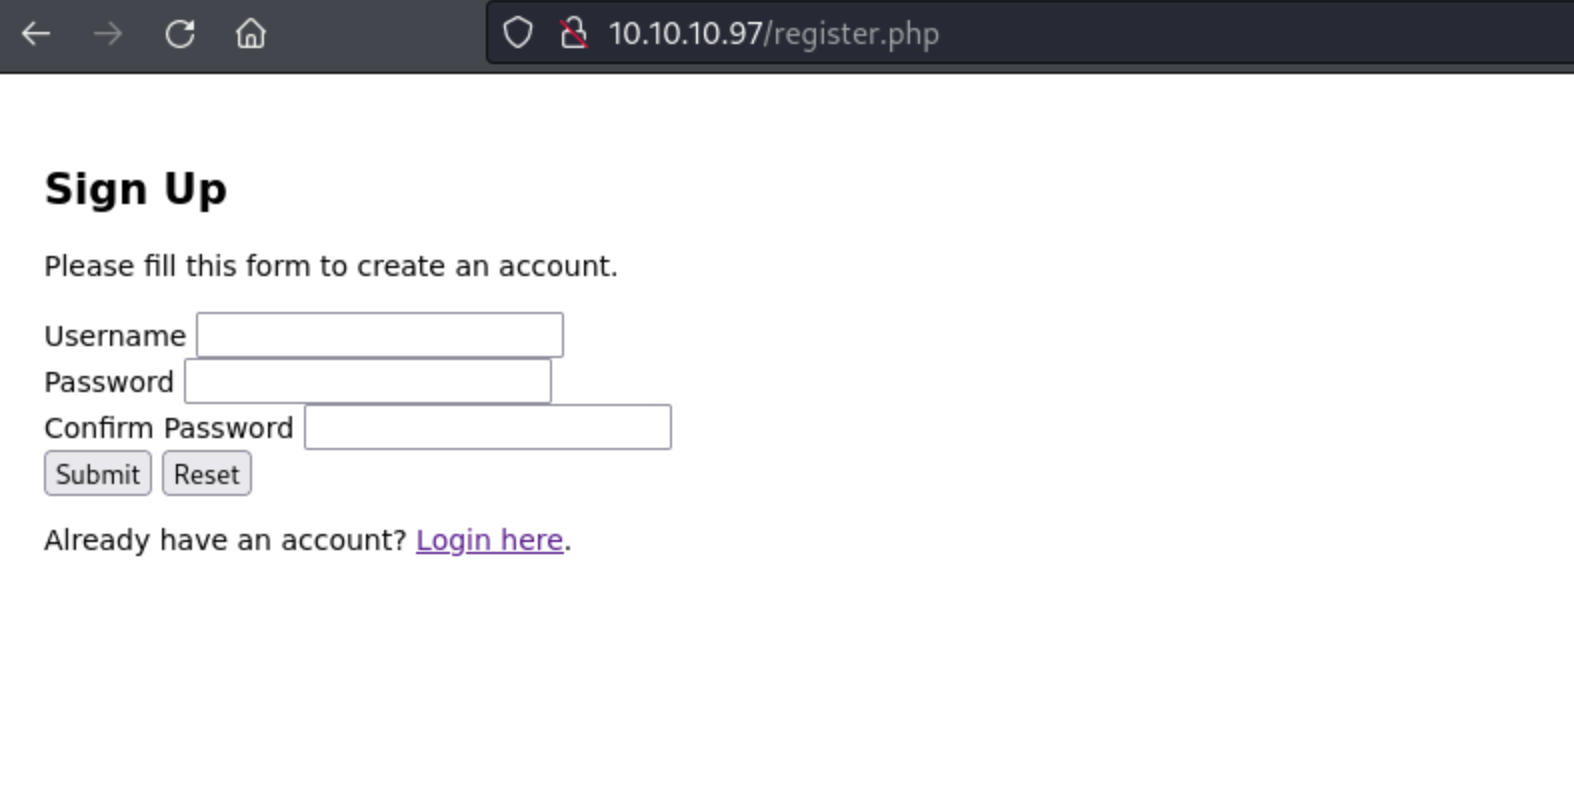 10.10.10.97/register.php
Sign Up
Please fill this form to create an account.
Username
Password
Confirm Password
Submit Reset
Already have an account? Login here.